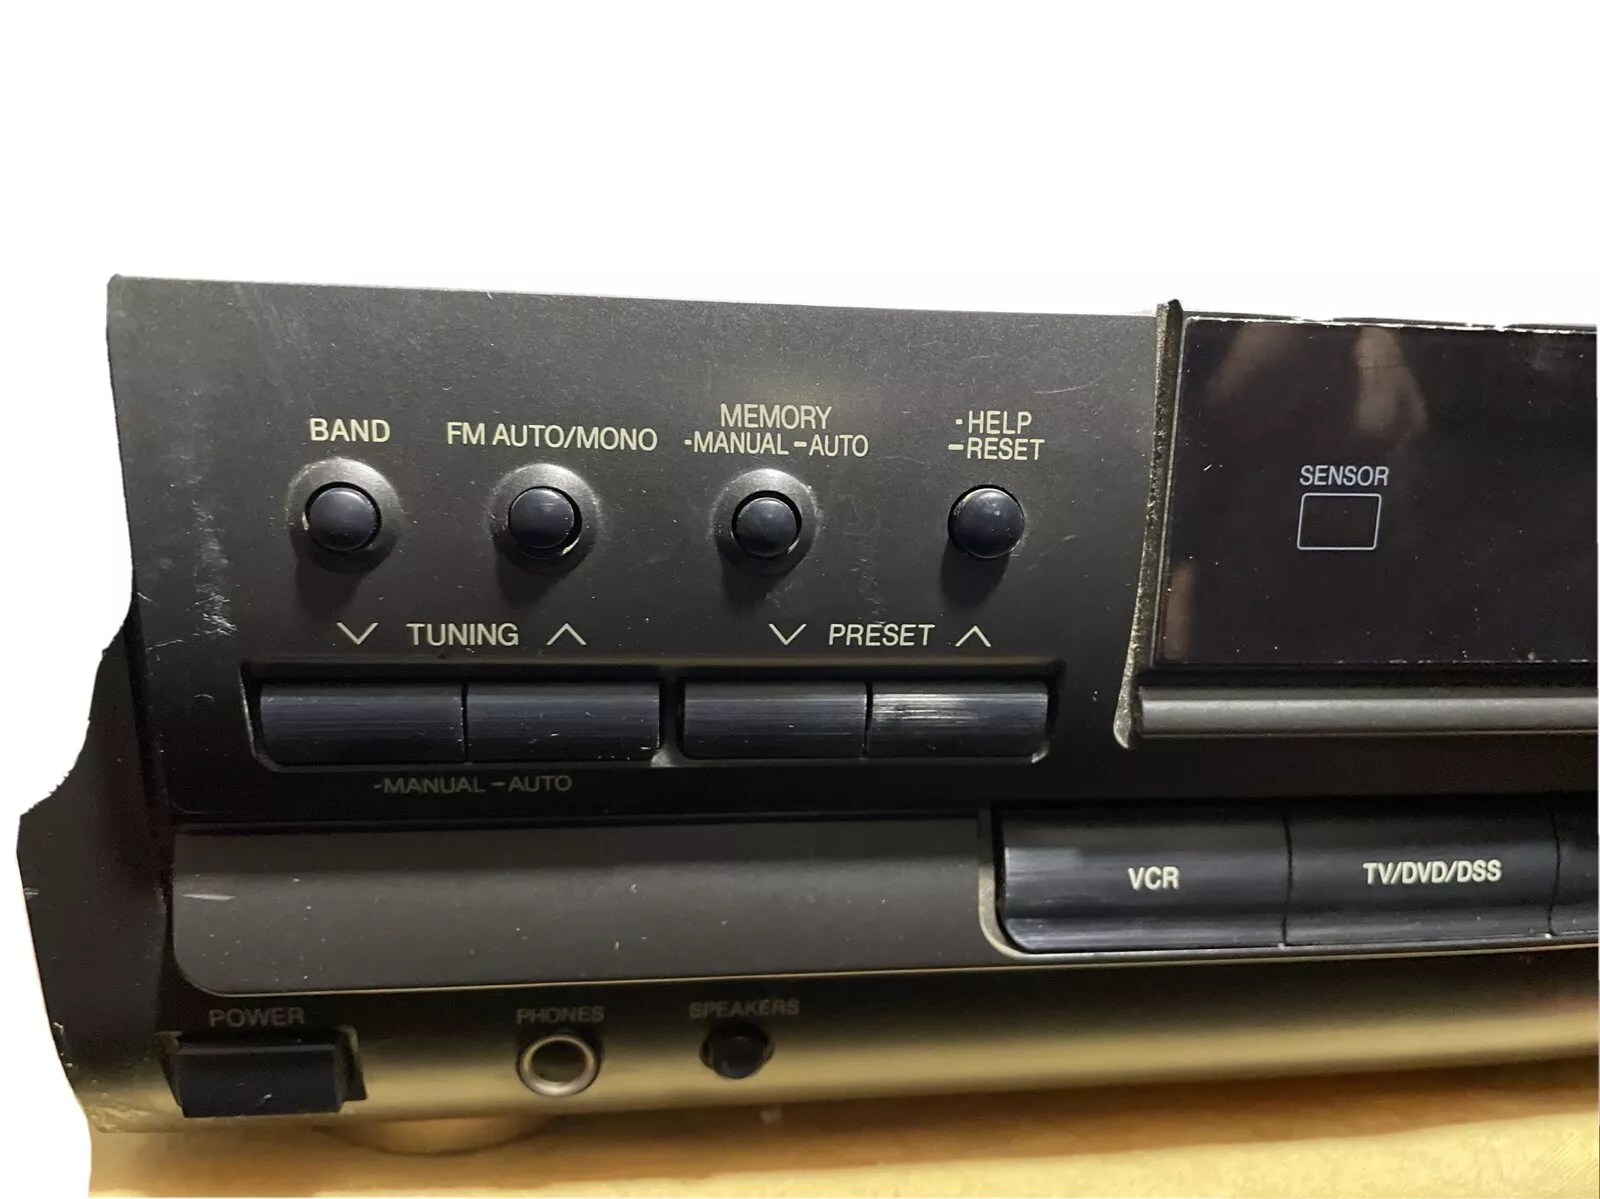 BAND
FM AUTO/MONO
MEMORY
-MANUAL –AUTO
-HELP
–RESET
SENSOR
TUNING
PRESET
-MANUAL –AUTO
VCR
TV/DVD/DSS
POWER
PHONES
SPEAKERS